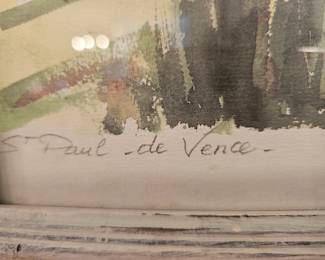 St Paul - de Vence -